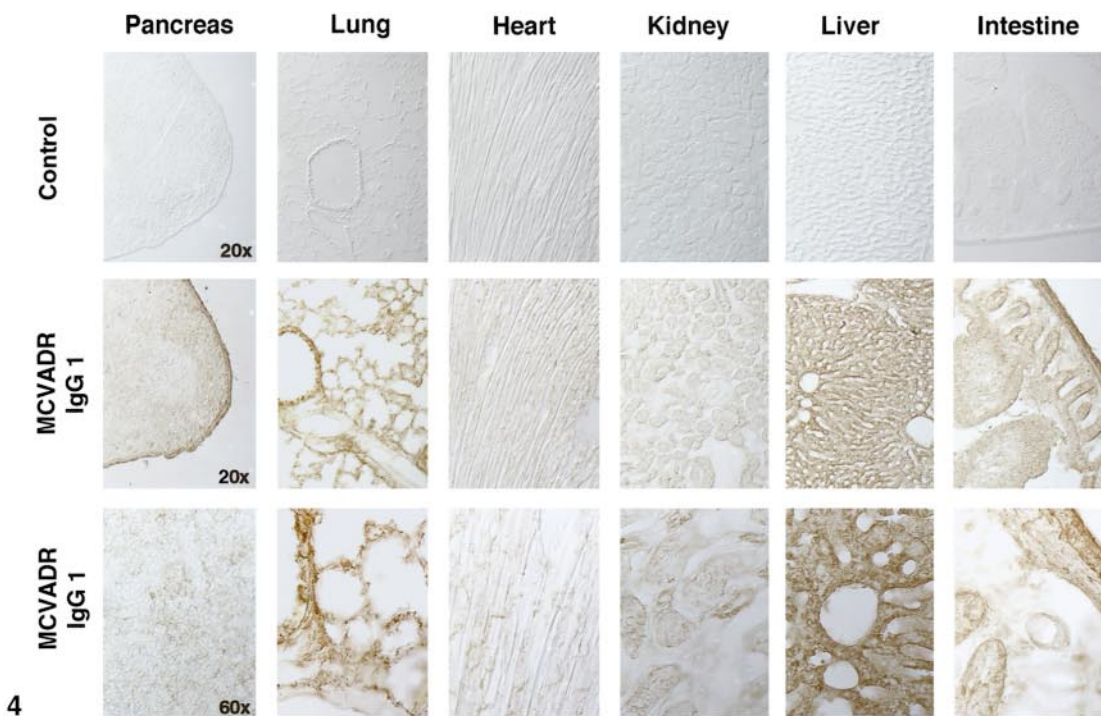 Pancreas Lung Heart Kidney Liver Intestine
Control
20x
MCVADR
IgG 1
20x
MCVADR
IgG 1
60x
4